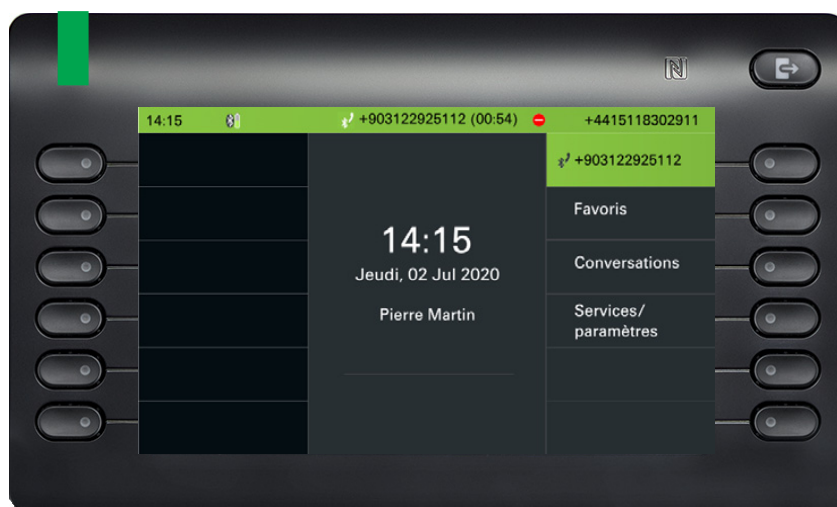 14:15
+903122925112 (00:54)
+4415118302911
+903122925112
Favoris
14:15
Conversations
Jeudi, 02 Jul 2020
Pierre Martin
Services/
paramètres